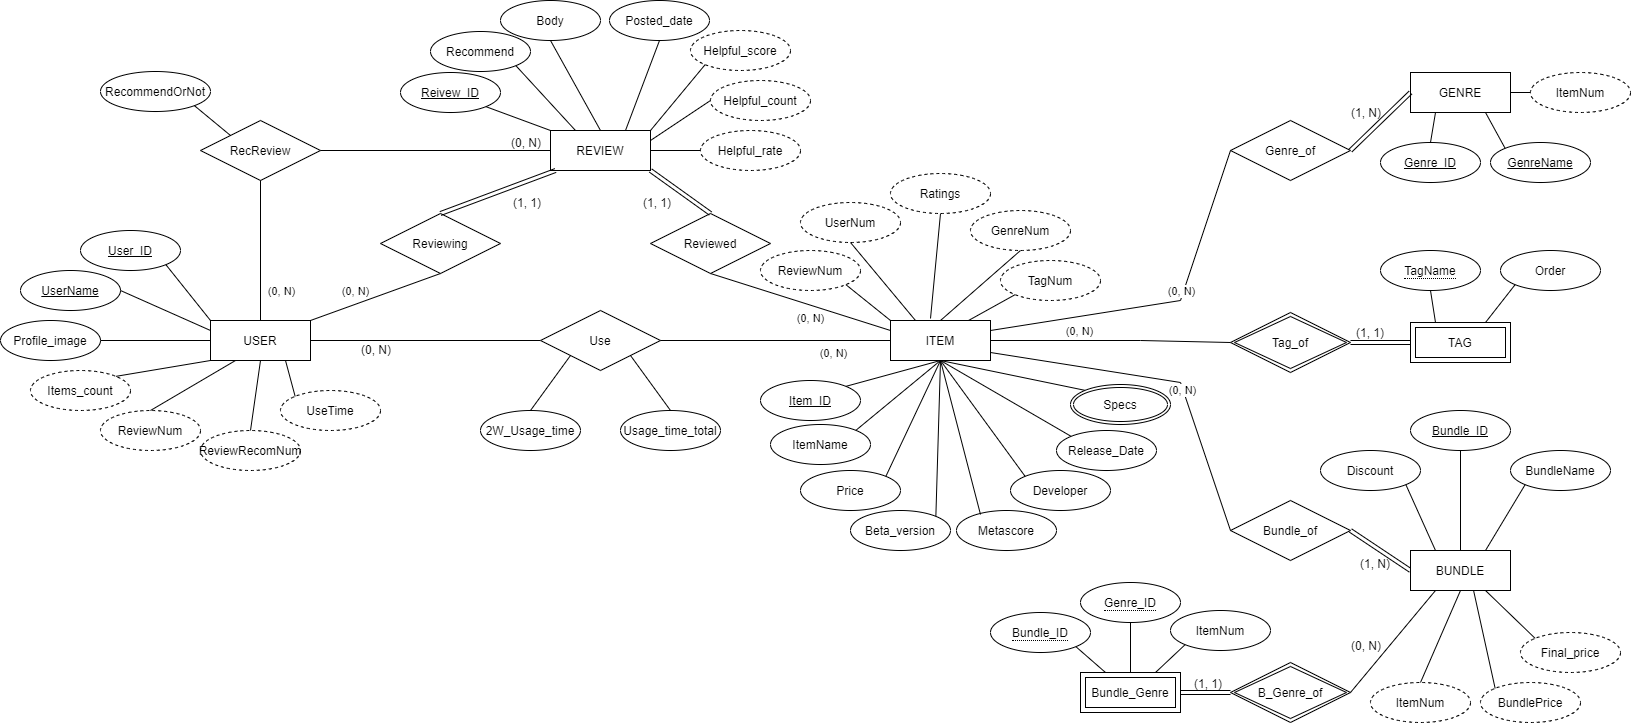 Body
Posted_date
Recommend
Helpful_score
RecommendOrNot
Reivew_ID
Helpful_count
GENRE
ItemNum
(1, N)
RecReview
(0, N)
REVIEW
Helpful_rate
Genre_of
Genre_ID
GenreName
(1, 1)
(1, 1)
Ratings
UserNum
GenreNum
User_ID
Reviewing
Reviewed
ReviewNum
TagNum
TagName
Order
UserName
(0, N)
(0, N)
(0, N)
(0, N)
Profile_image
USER
(0, N)
Use
(0, N)
ITEM
(0, N)
Tag_of
(1, 1)
TAG
Items_count
UseTime
(0, N)
Item_ID
Specs
ReviewNum
2W_Usage_time
Usage_time_total
ItemName
Release_Date
Bundle_ID
ReviewRecomNum
Price
Developer
Discount
BundleName
Beta_version
Metascore
Bundle_of
(1, N)
BUNDLE
Genre_ID
Bundle_ID
ItemNum
(0, N)
Final_price
Bundle_Genre
(1, 1)
B_Genre_of
ItemNum
BundlePrice